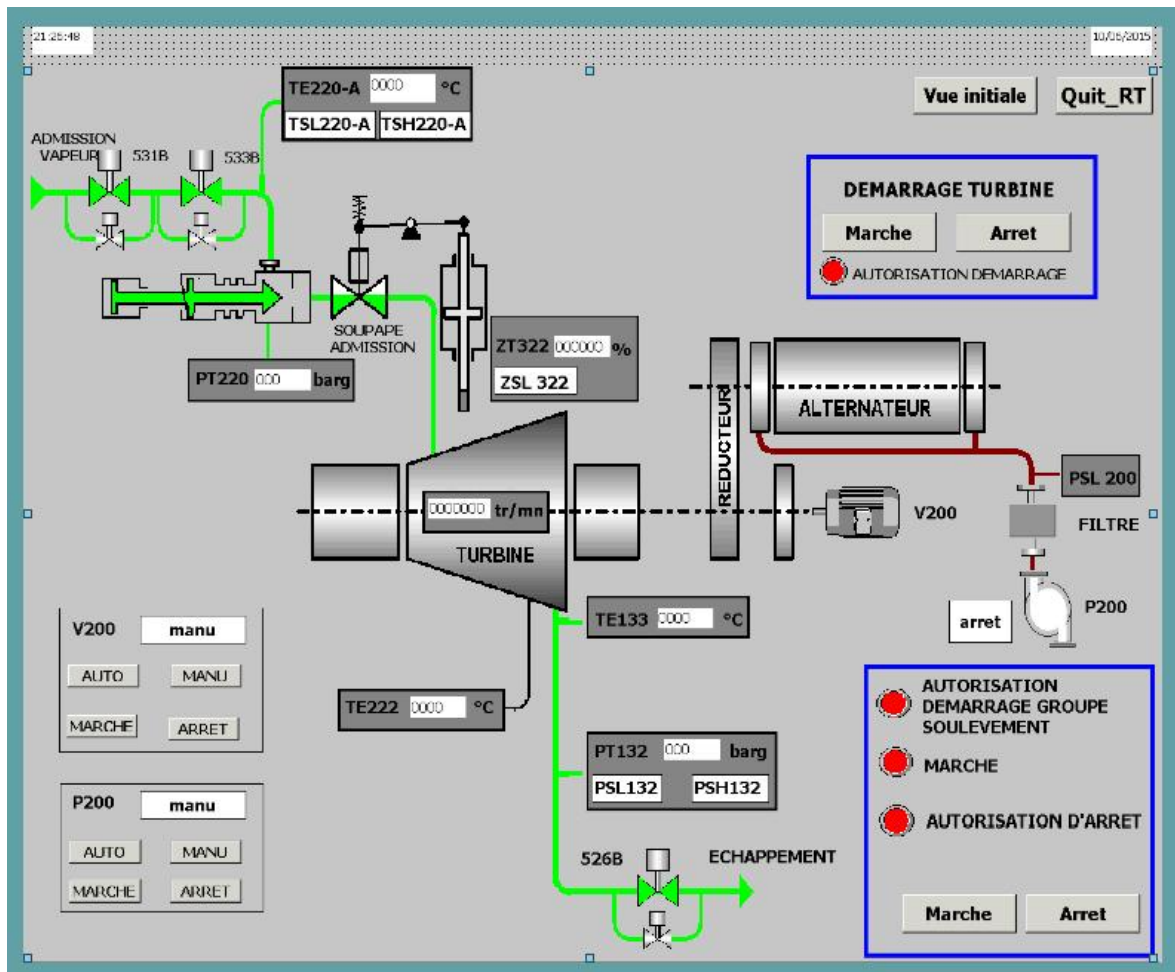 21:25:48
10/06/2015
TE220-A 0000 °C
TSL220-A TSH220-A
Vue initiale
Quit_RT
ADMISSION
VAPEUR
531B
533B
DEMARRAGE TURBINE
Marche
Arret
AUTORISATION DEMARRAGE
SOUPAPE
ADMISSION
ZT322 000000 %
ZSL 322
PT220 000 barg
REDUCTEUR
ALTERNATEUR
PSL 200
0000000 tr/mn
TURBINE
V200
FILTRE
P200
arret
TE133 0000 °C
V200 manu
AUTO MANU
MARCHE ARRET
TE222 0000 °C
PT132 000 barg
PSL132 PSH132
P200 manu
AUTO MANU
MARCHE ARRET
526B
ECHAPPEMENT
AUTORISATION
DEMARRAGE GROUPE
SOULEVEMENT
MARCHE
AUTORISATION D'ARRET
Marche
Arret